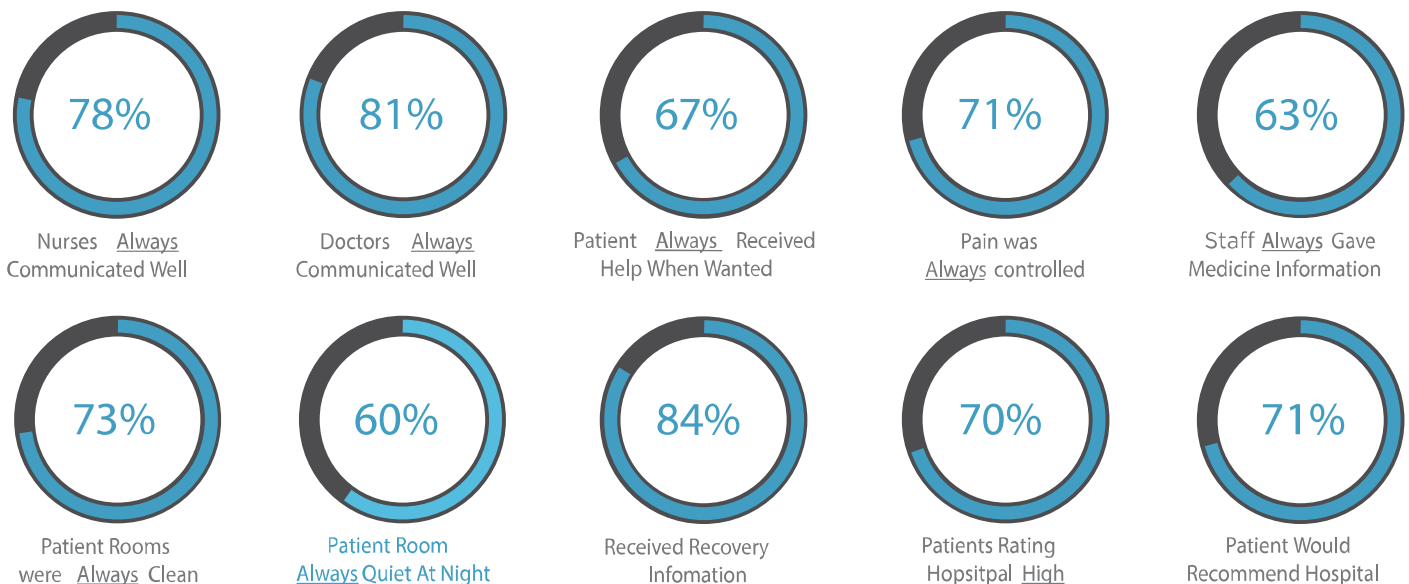 78%
81%
67%
71%
63%
Nurses Always
Communicated Well
Doctors Always
Communicated Well
Patient Always Received
Help When Wanted
Pain was
Always controlled
Staff Always Gave
Medicine Information
73%
60%
84%
70%
71%
Patient Rooms
were Always Clean
Patient Room
Always Quiet At Night
Received Recovery
Infomation
Patients Rating
Hopsitpal High
Patient Would
Recommend Hospital